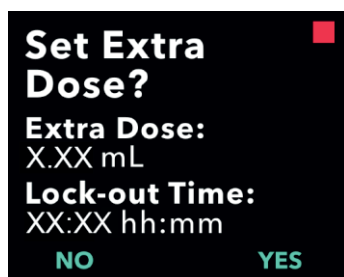 Set Extra
Dose?
Extra Dose:
X.XX mL
Lock-out Time:
XX:XX hh:mm
NO YES